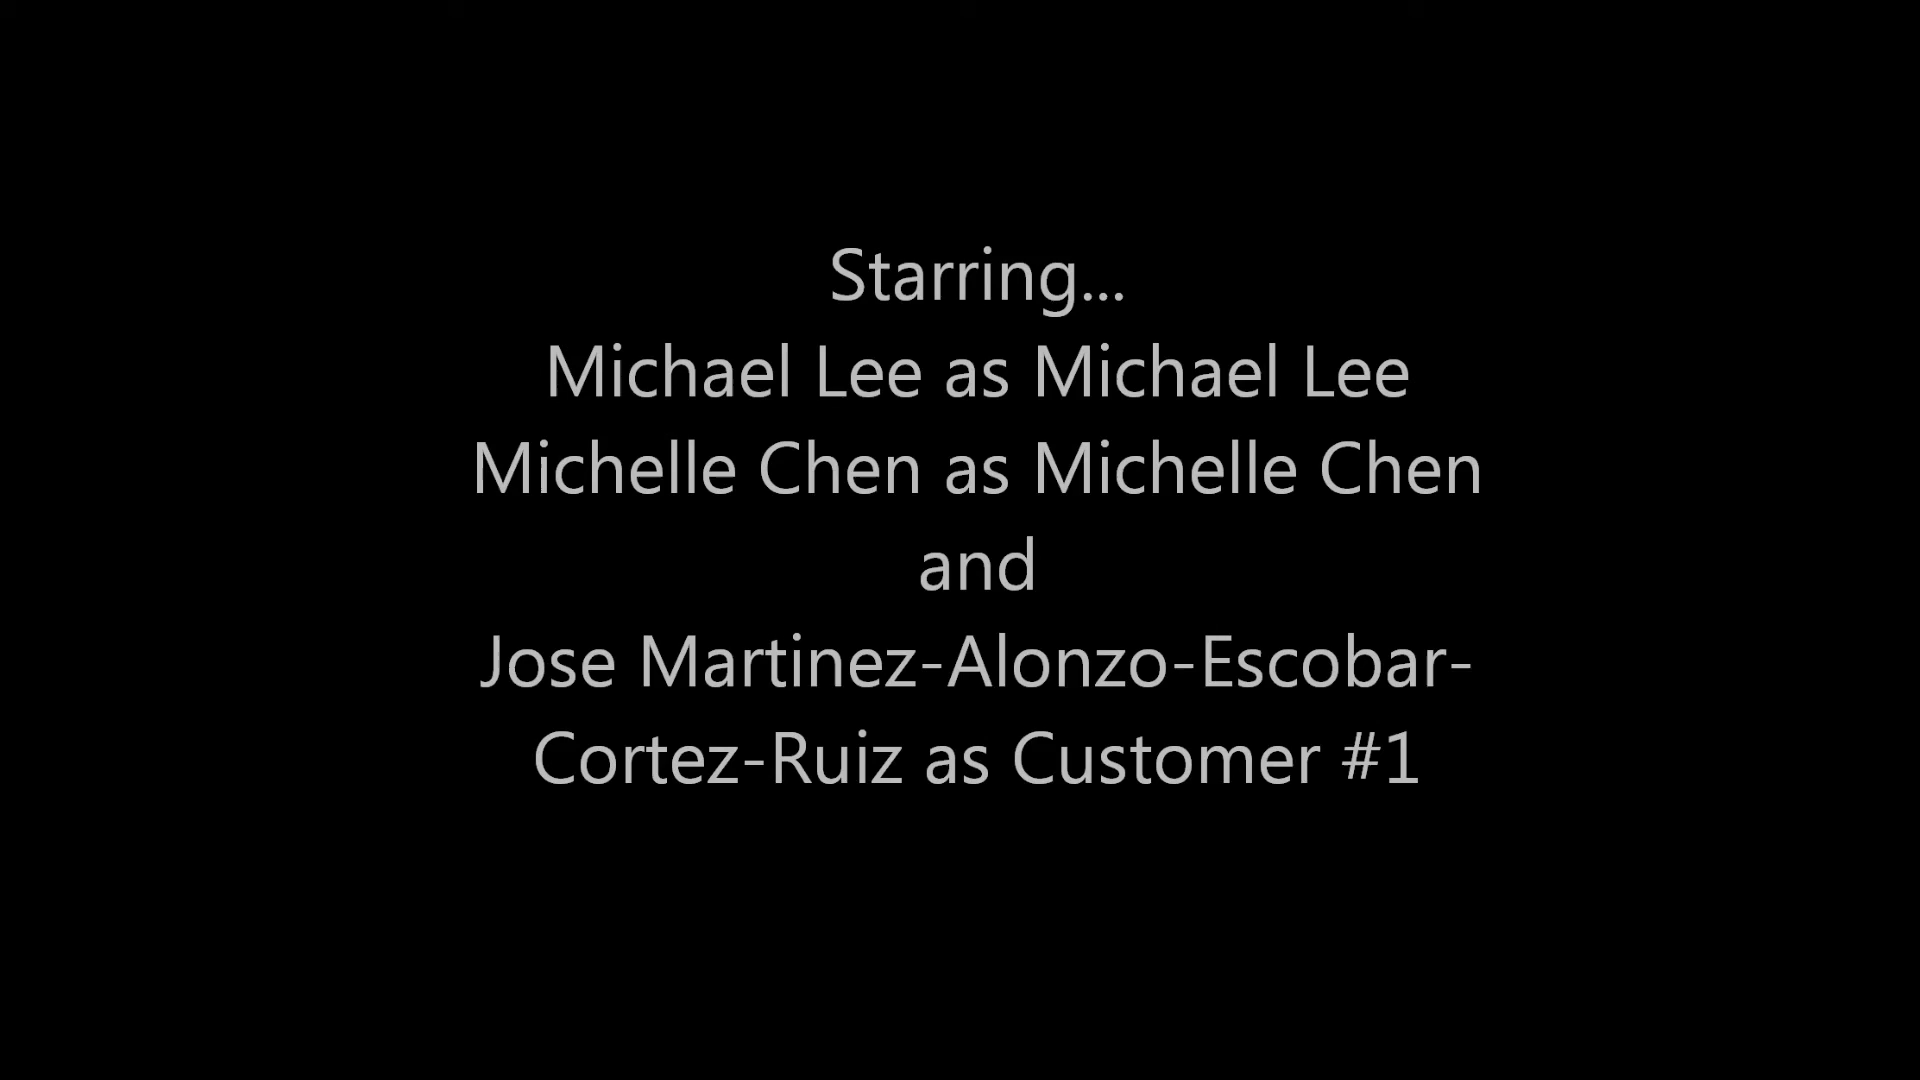 Starring...
Michael Lee as Michael Lee
Michelle Chen as Michelle Chen
and
Jose Martinez-Alonzo-Escobar-
Cortez-Ruiz as Customer #1